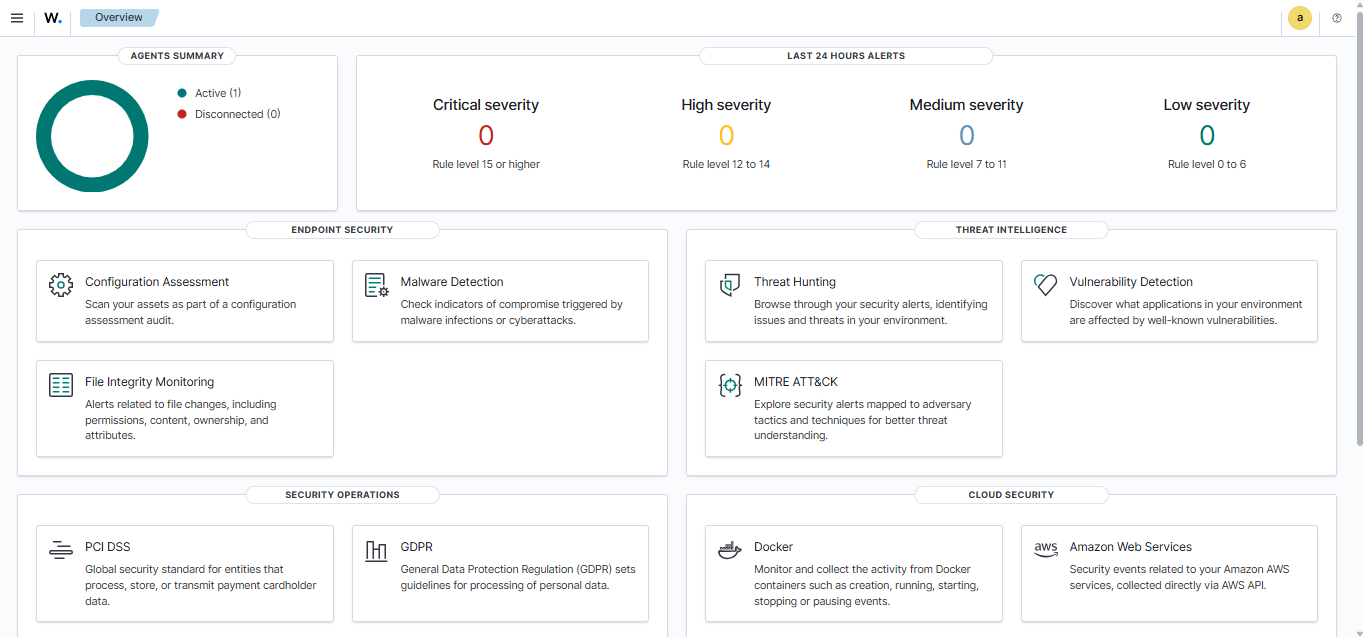 W.
Overview
a
AGENTS SUMMARY
Active (1)
Disconnected (0)
LAST 24 HOURS ALERTS
Critical severity
0
Rule level 15 or higher
High severity
0
Rule level 12 to 14
Medium severity
0
Rule level 7 to 11
Low severity
0
Rule level 0 to 6
ENDPOINT SECURITY
Configuration Assessment
Scan your assets as part of a configuration
assessment audit.
Malware Detection
Check indicators of compromise triggered by
malware infections or cyberattacks.
File Integrity Monitoring
Alerts related to file changes, including
permissions, content, ownership, and
attributes.
THREAT INTELLIGENCE
Threat Hunting
Browse through your security alerts, identifying
issues and threats in your environment.
Vulnerability Detection
Discover what applications in your environment
are affected by well-known vulnerabilities.
MITRE ATT&CK
Explore security alerts mapped to adversary
tactics and techniques for better threat
understanding.
SECURITY OPERATIONS
PCI DSS
Global security standard for entities that
process, store, or transmit payment cardholder
data.
GDPR
General Data Protection Regulation (GDPR) sets
guidelines for processing of personal data.
CLOUD SECURITY
Docker
Monitor and collect the activity from Docker
containers such as creation, running, starting,
stopping or pausing events.
aws
Amazon Web Services
Security events related to your Amazon AWS
services, collected directly via AWS API.